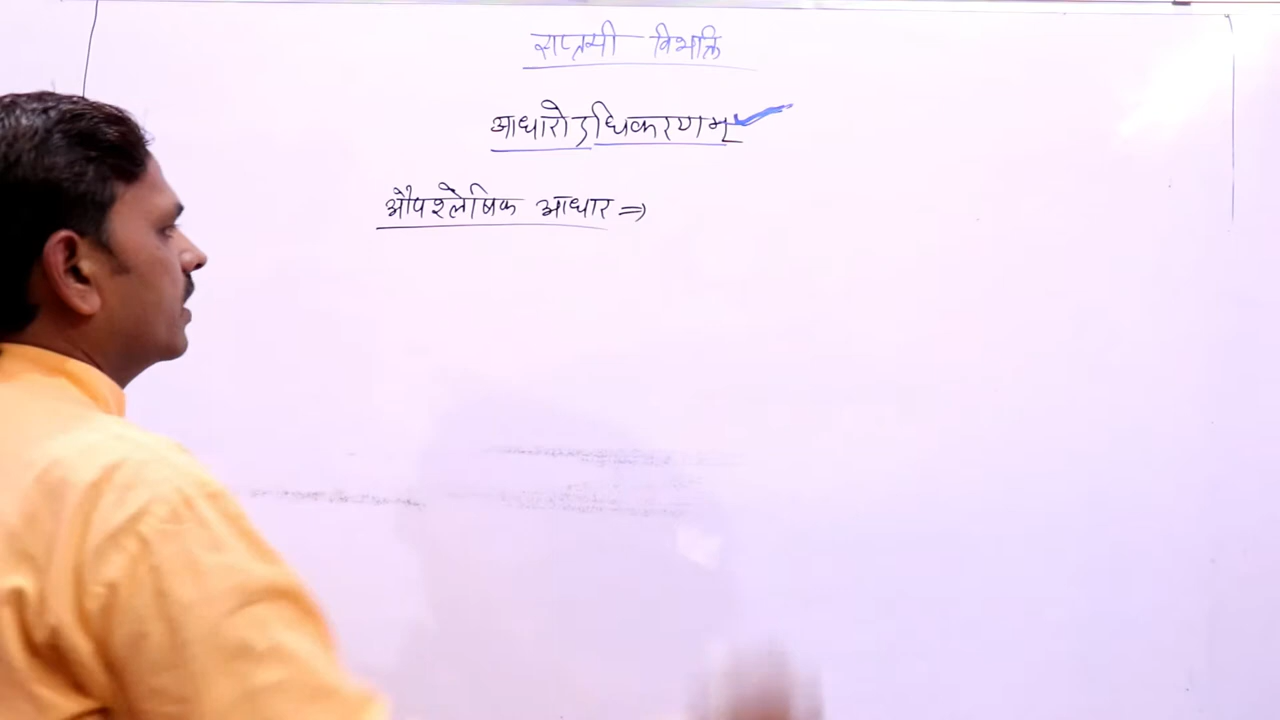 सप्तमी विभक्ति
आधारोऽधिकरणम्
औपश्लेषिक आधार ⇒